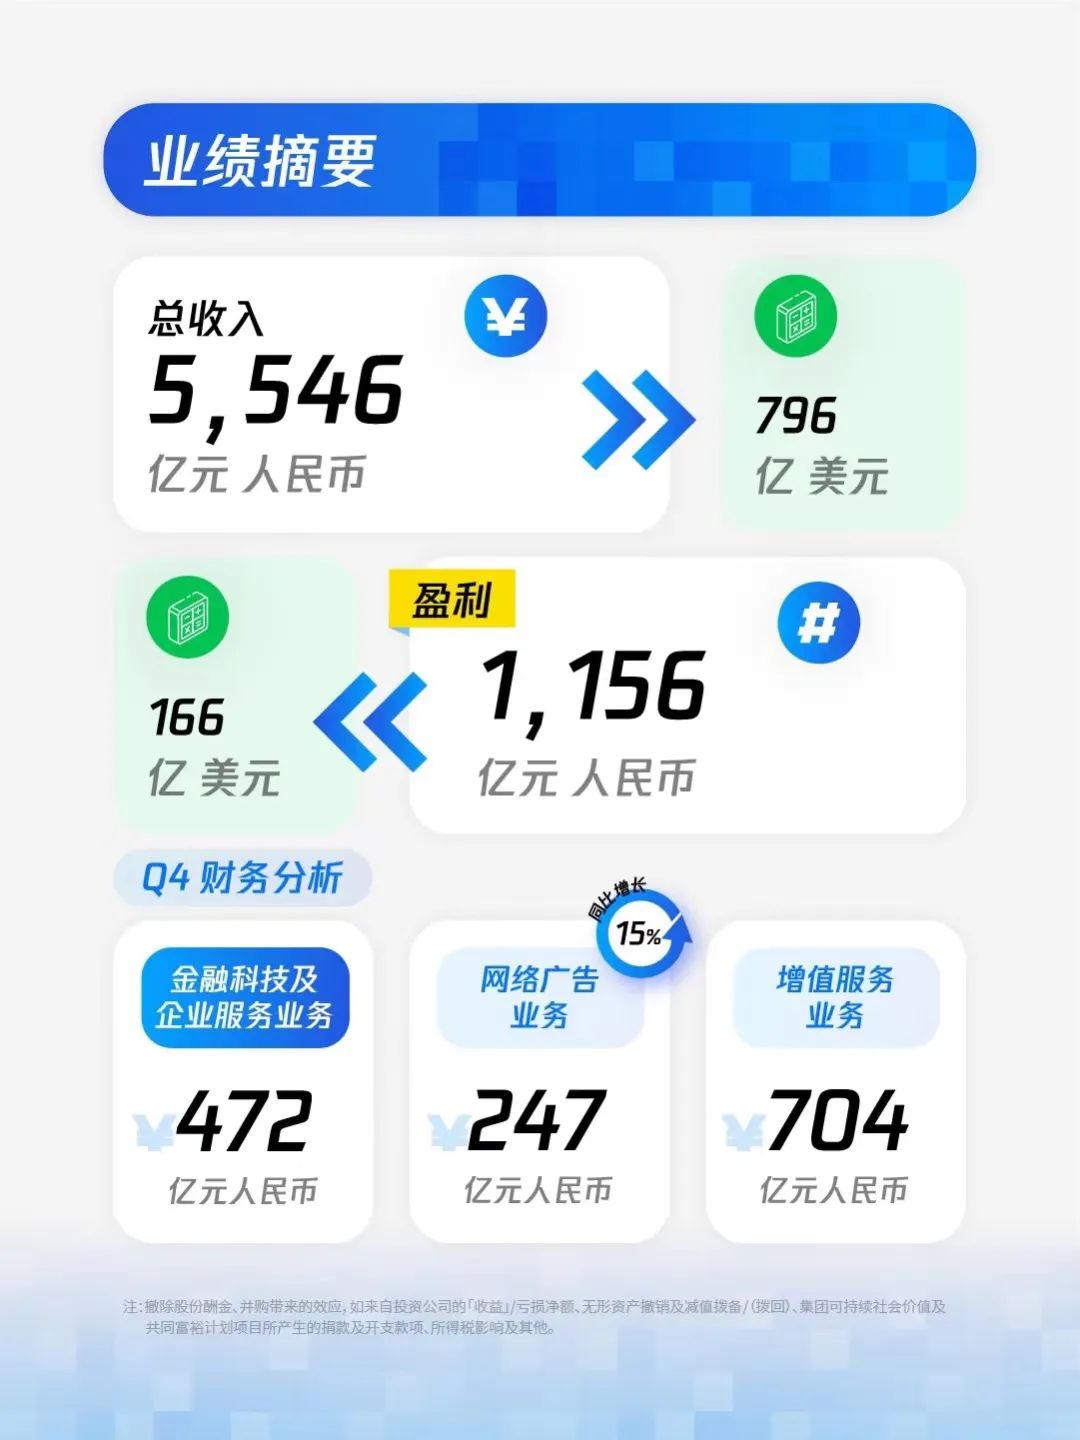 业绩摘要
总收入
¥
5,546
亿元 人民币
796
亿 美元
盈利
#
1,156
亿元 人民币
166
亿 美元
Q4 财务分析
金融科技及
企业服务业务
¥472
亿元人民币
同比增长
15%
网络广告
业务
¥247
亿元人民币
增值服务
业务
¥704
亿元人民币
注：撇除股份酬金、并购带来的效应，如来自投资公司的「收益」/亏损净额、无形资产撇销及减值拨备/（拨回）、集团可持续社会价值及
共同富裕计划项目所产生的捐款及开支款项、所得税影响及其他。